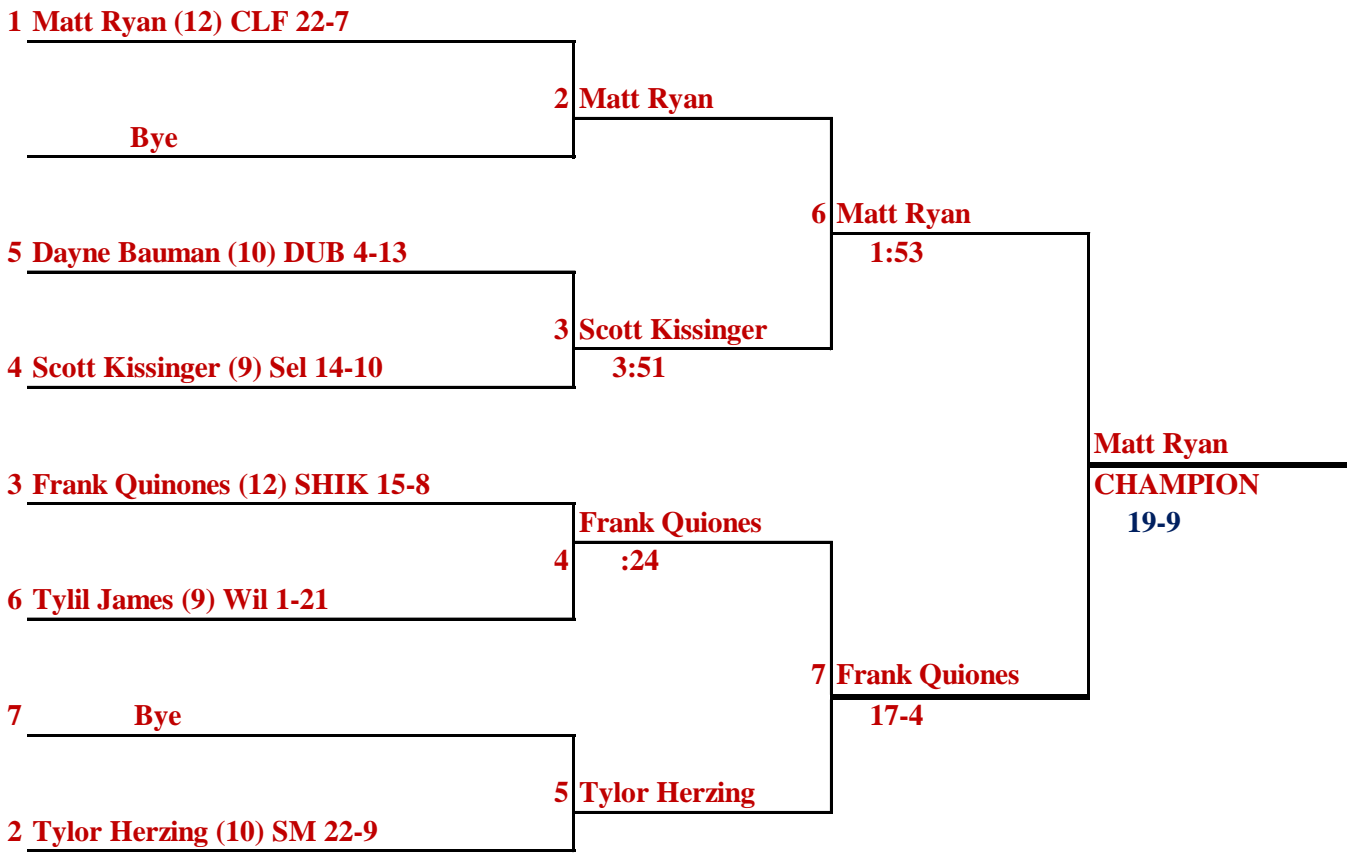 1 Matt Ryan (12) CLF 22-7
2 Matt Ryan
Bye
6 Matt Ryan
1:53
5 Dayne Bauman (10) DUB 4-13
3 Scott Kissinger
3:51
4 Scott Kissinger (9) Sel 14-10
Matt Ryan
CHAMPION
19-9
3 Frank Quinones (12) SHIK 15-8
Frank Quiones
4 :24
6 Tylil James (9) Wil 1-21
7 Frank Quiones
17-4
7 Bye
5 Tylor Herzing
2 Tylor Herzing (10) SM 22-9